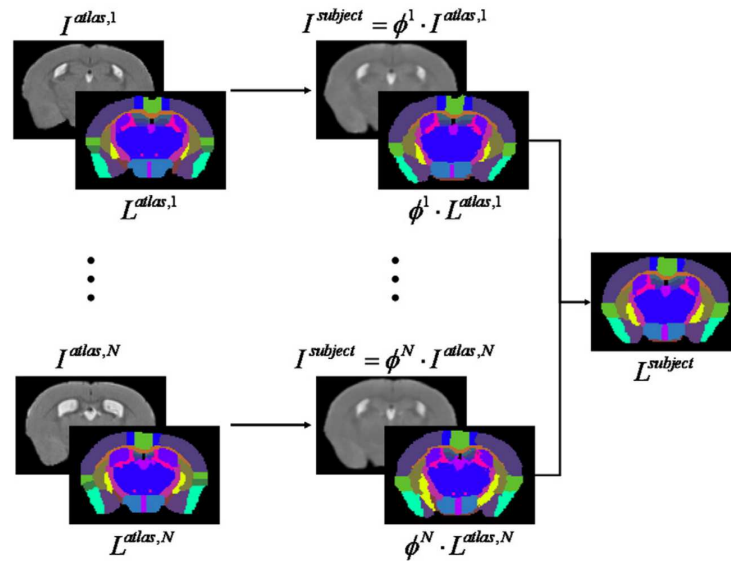 I^{atlas,1}
I^{subject} = ϕ^1 · I^{atlas,1}
L^{atlas,1}
ϕ^1 · L^{atlas,1}
L^{subject}
I^{atlas,N}
I^{subject} = ϕ^N · I^{atlas,N}
L^{atlas,N}
ϕ^N · L^{atlas,N}